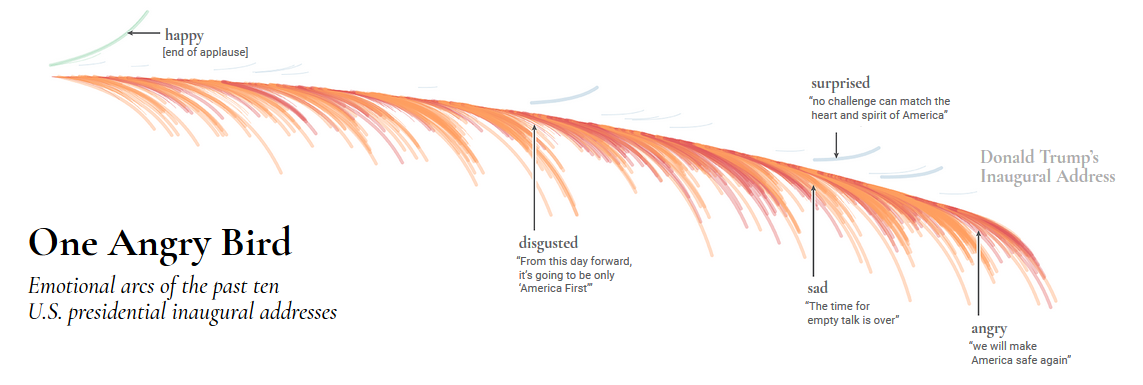 happy
[end of applause]
surprised
“no challenge can match the
heart and spirit of America”
Donald Trump’s
Inaugural Address
One Angry Bird
Emotional arcs of the past ten
U.S. presidential inaugural addresses
disgusted
“From this day forward,
it’s going to be only
‘America First’”
sad
“The time for
empty talk is over”
angry
“we will make
America safe again”